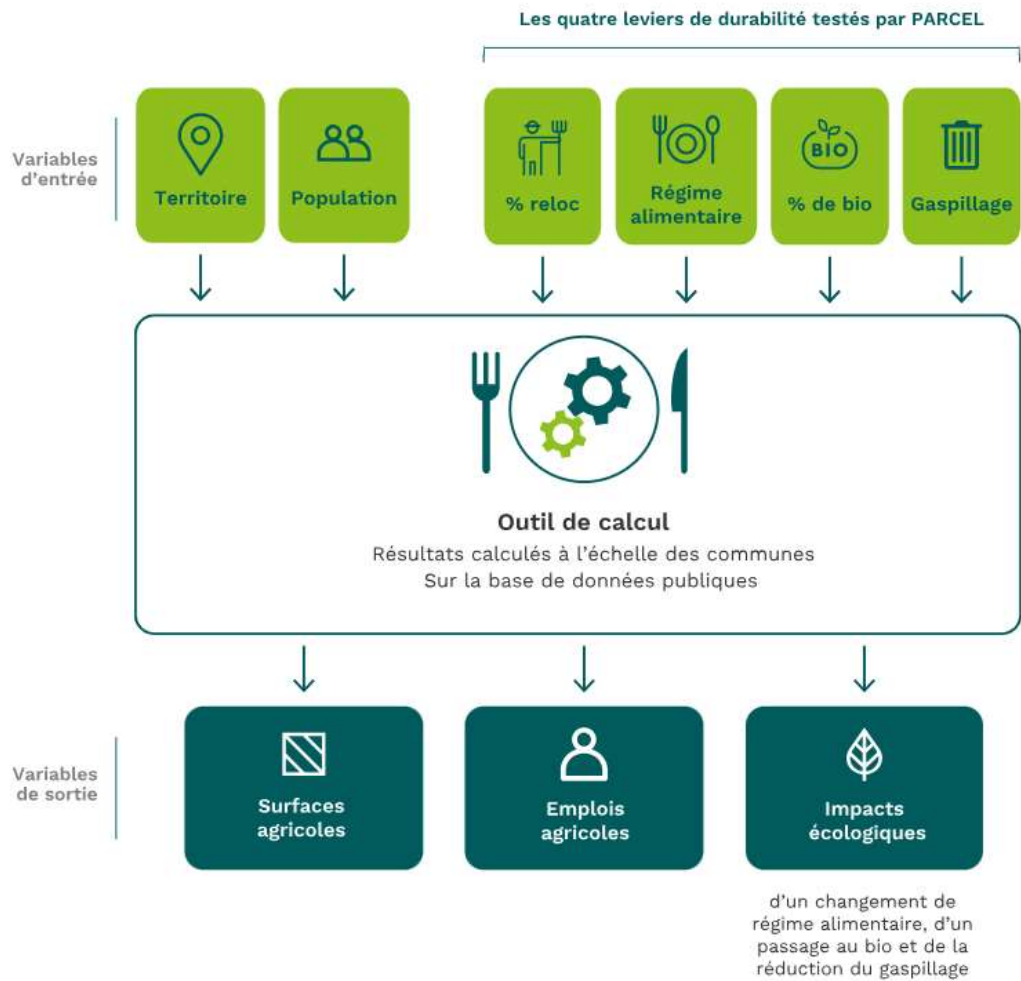 Les quatre leviers de durabilité testés par PARCEL
Variables
d'entrée
Territoire
Population
% reloc
Régime
alimentaire
BIO
% de bio
Gaspillage
Outil de calcul
Résultats calculés à l'échelle des communes
Sur la base de données publiques
Variables
de sortie
Surfaces
agricoles
Emplois
agricoles
Impacts
écologiques
d'un changement de
régime alimentaire, d'un
passage au bio et de la
réduction du gaspillage